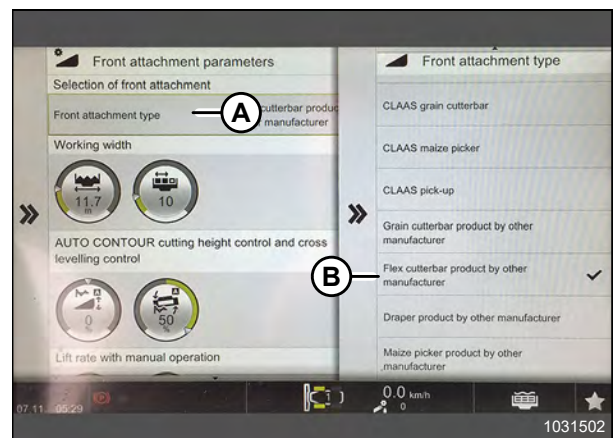 Front attachment parameters
Selection of front attachment
Front attachment type
A
cutterbar produc
manufacturer
Working width
11.7
m
10
AUTO CONTOUR cutting height control and cross
levelling control
0
%
50
%
Lift rate with manual operation
Front attachment type
CLAAS grain cutterbar
CLAAS maize picker
CLAAS pick-up
Grain cutterbar product by other
manufacturer
B
Flex cutterbar product by other
manufacturer
Draper product by other manufacturer
Maize picker product by other
manufacturer
07.11. 05:29
1
0.0 km/h
0
1031502